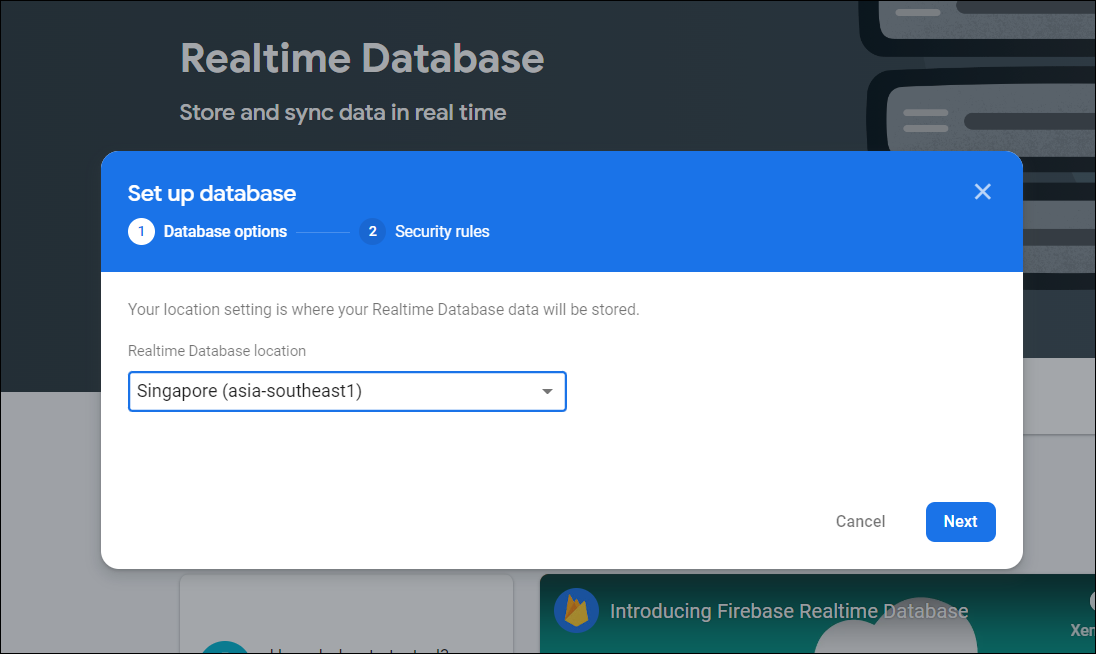 Realtime Database
Store and sync data in real time
Set up database
1 Database options 2 Security rules
Your location setting is where your Realtime Database data will be stored.
Realtime Database location
Singapore (asia-southeast1)
Cancel Next
Introducing Firebase Realtime Database